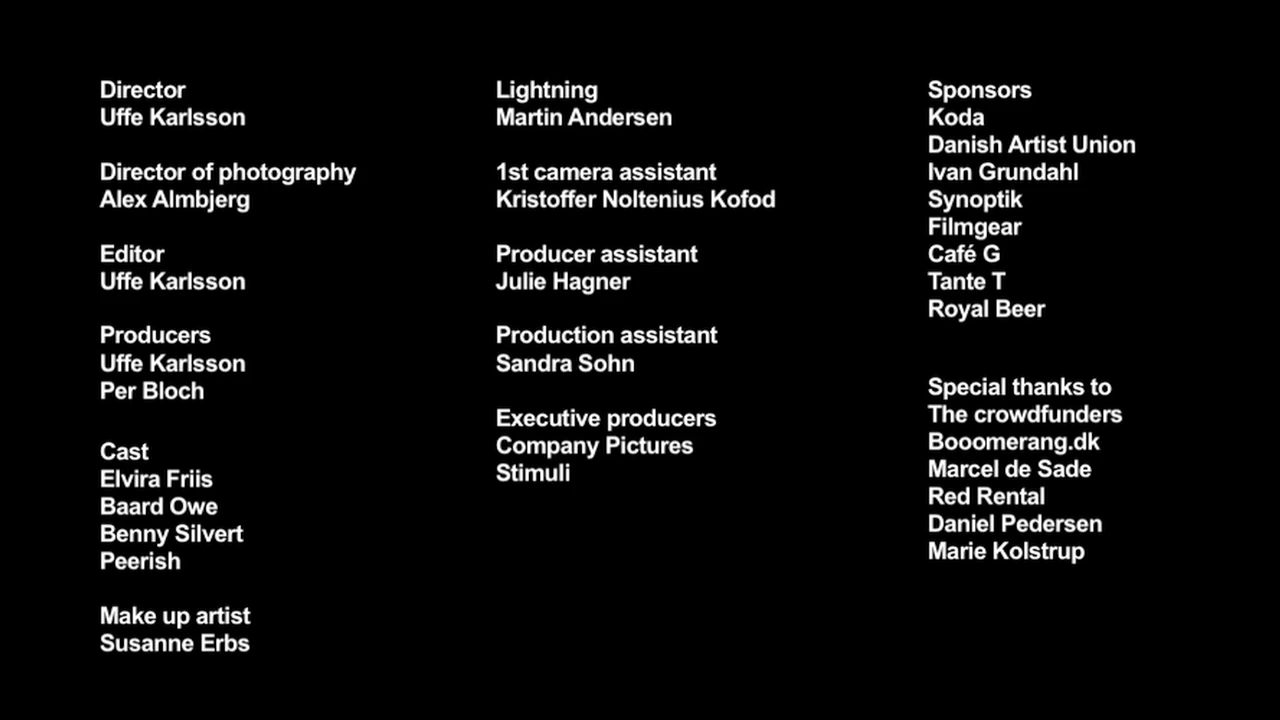 Director
Uffe Karlsson
Director of photography
Alex Almbjerg
Editor
Uffe Karlsson
Producers
Uffe Karlsson
Per Bloch
Cast
Elvira Friis
Baard Owe
Benny Silvert
Peerish
Make up artist
Susanne Erbs
Lightning
Martin Andersen
1st camera assistant
Kristoffer Noltenius Kofod
Producer assistant
Julie Hagner
Production assistant
Sandra Sohn
Executive producers
Company Pictures
Stimuli
Sponsors
Koda
Danish Artist Union
Ivan Grundahl
Synoptik
Filmgear
Café G
Tante T
Royal Beer
Special thanks to
The crowdfunders
Booomerang.dk
Marcel de Sade
Red Rental
Daniel Pedersen
Marie Kolstrup